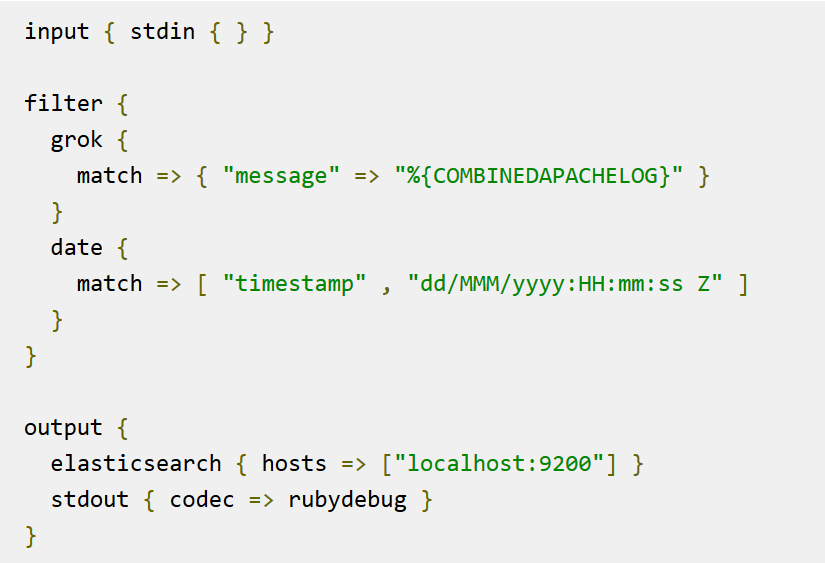 input { stdin { } }
filter {
grok {
match => { "message" => "%{COMBINEDAPACHELOG}" }
}
date {
match => [ "timestamp" , "dd/MMM/yyyy:HH:mm:ss Z" ]
}
}
output {
elasticsearch { hosts => ["localhost:9200"] }
stdout { codec => rubydebug }
}